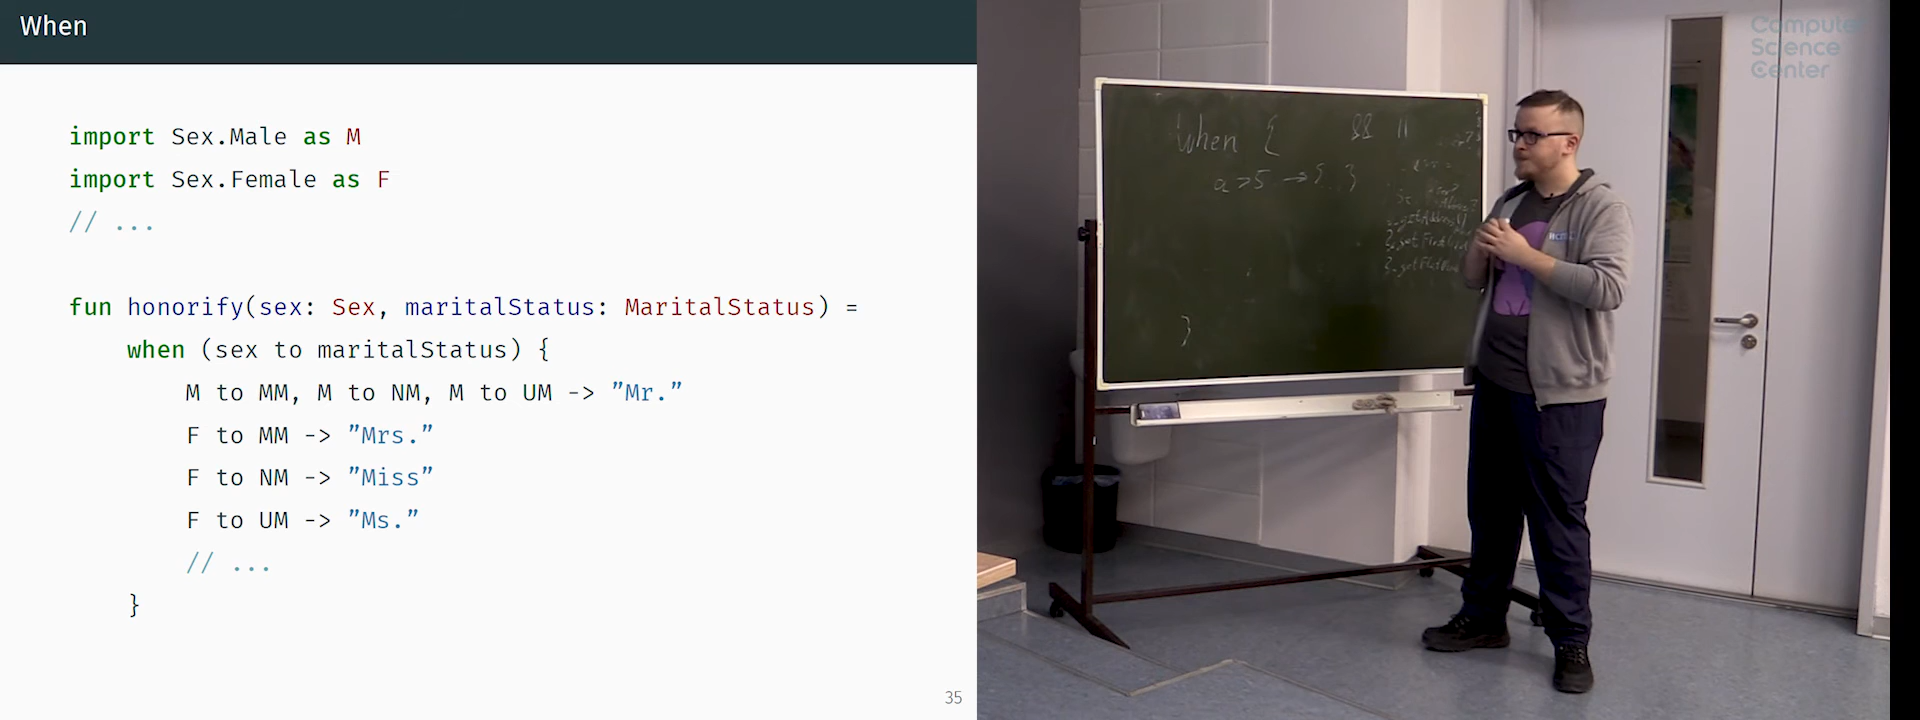 When
import Sex.Male as M
import Sex.Female as F
// ...
fun honorify(sex: Sex, maritalStatus: MaritalStatus) =
when (sex to maritalStatus) {
M to MM, M to NM, M to UM -> "Mr."
F to MM -> "Mrs."
F to NM -> "Miss"
F to UM -> "Ms."
// ...
}
35
Computer
Science
Center
when { && ||
a > 5 → { .. }
}